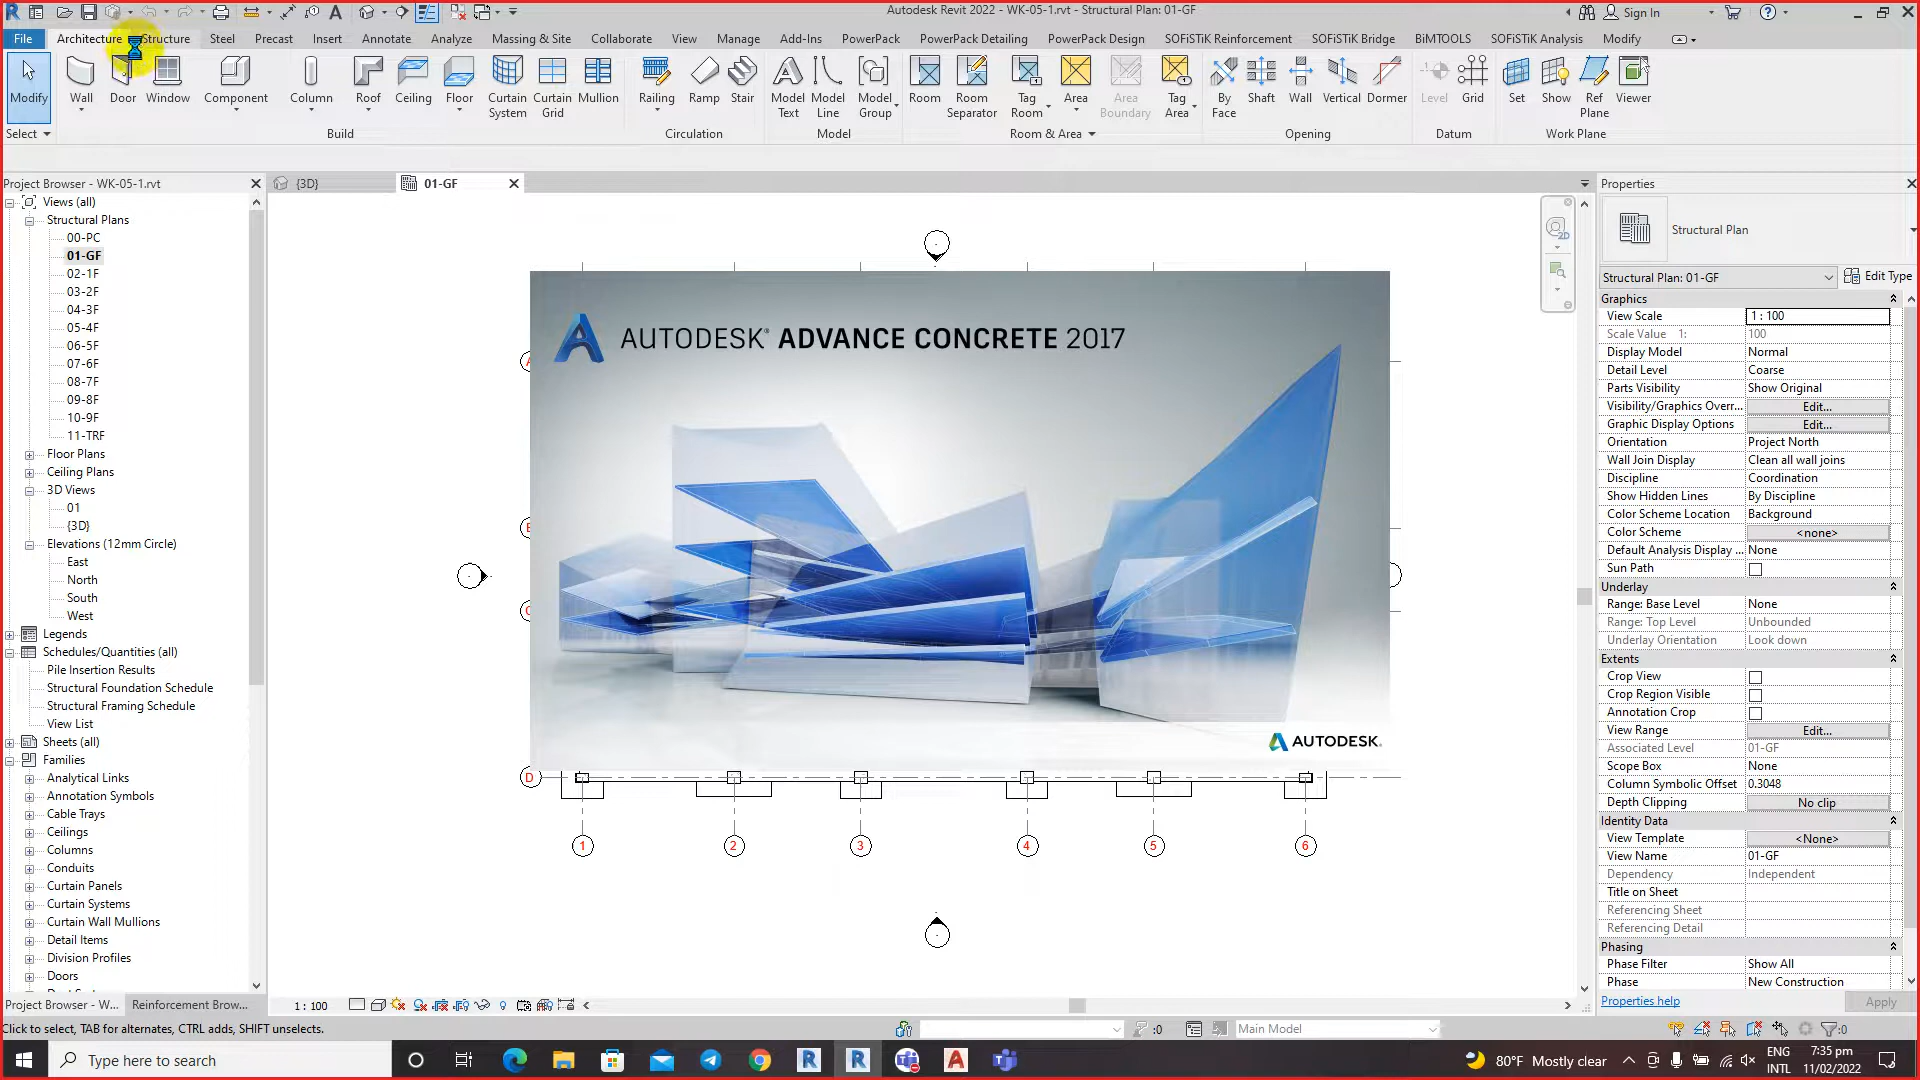 Autodesk Revit 2022 - WK-05-1.rvt - Structural Plan: 01-GF
Sign In
File Architecture Structure Steel Precast Insert Annotate Analyze Massing & Site Collaborate View Manage Add-Ins PowerPack PowerPack Detailing PowerPack Design SOFiSTiK Reinforcement SOFiSTiK Bridge BiMTOOLS SOFiSTiK Analysis Modify
Modify Wall Door Window Component Column Roof Ceiling Floor Curtain System Curtain Grid Mullion Railing Ramp Stair Model Text Model Line Model Group Room Room Separator Tag Room Area Area Boundary Tag Area By Face Shaft Wall Vertical Dormer Level Grid Set Show Ref Plane Viewer
Select Build Circulation Model Room & Area Opening Datum Work Plane
Project Browser - WK-05-1.rvt
Views (all)
Structural Plans
00-PC
01-GF
02-1F
03-2F
04-3F
05-4F
06-5F
07-6F
08-7F
09-8F
10-9F
11-TRF
Floor Plans
Ceiling Plans
3D Views
01
{3D}
Elevations (12mm Circle)
East
North
South
West
Legends
Schedules/Quantities (all)
Pile Insertion Results
Structural Foundation Schedule
Structural Framing Schedule
View List
Sheets (all)
Families
Analytical Links
Annotation Symbols
Cable Trays
Ceilings
Columns
Conduits
Curtain Panels
Curtain Systems
Curtain Wall Mullions
Detail Items
Division Profiles
Doors
Project Browser - W... Reinforcement Brow...
{3D} 01-GF
AUTODESK® ADVANCE CONCRETE 2017
AUTODESK.
D
1 2 3 4 5 6
2D
1 : 100
Properties
Structural Plan
Structural Plan: 01-GF Edit Type
Graphics
View Scale 1 : 100
Scale Value 1: 100
Display Model Normal
Detail Level Coarse
Parts Visibility Show Original
Visibility/Graphics Overr... Edit...
Graphic Display Options Edit...
Orientation Project North
Wall Join Display Clean all wall joins
Discipline Coordination
Show Hidden Lines By Discipline
Color Scheme Location Background
Color Scheme <none>
Default Analysis Display ... None
Sun Path
Underlay
Range: Base Level None
Range: Top Level Unbounded
Underlay Orientation Look down
Extents
Crop View
Crop Region Visible
Annotation Crop
View Range Edit...
Associated Level 01-GF
Scope Box None
Column Symbolic Offset 0.3048
Depth Clipping No clip
Identity Data
View Template <None>
View Name 01-GF
Dependency Independent
Title on Sheet
Referencing Sheet
Referencing Detail
Phasing
Phase Filter Show All
Phase New Construction
Properties help Apply
Click to select, TAB for alternates, CTRL adds, SHIFT unselects.
:0 Main Model :0
Type here to search
80°F Mostly clear
ENG
INTL
7:35 pm
11/02/2022